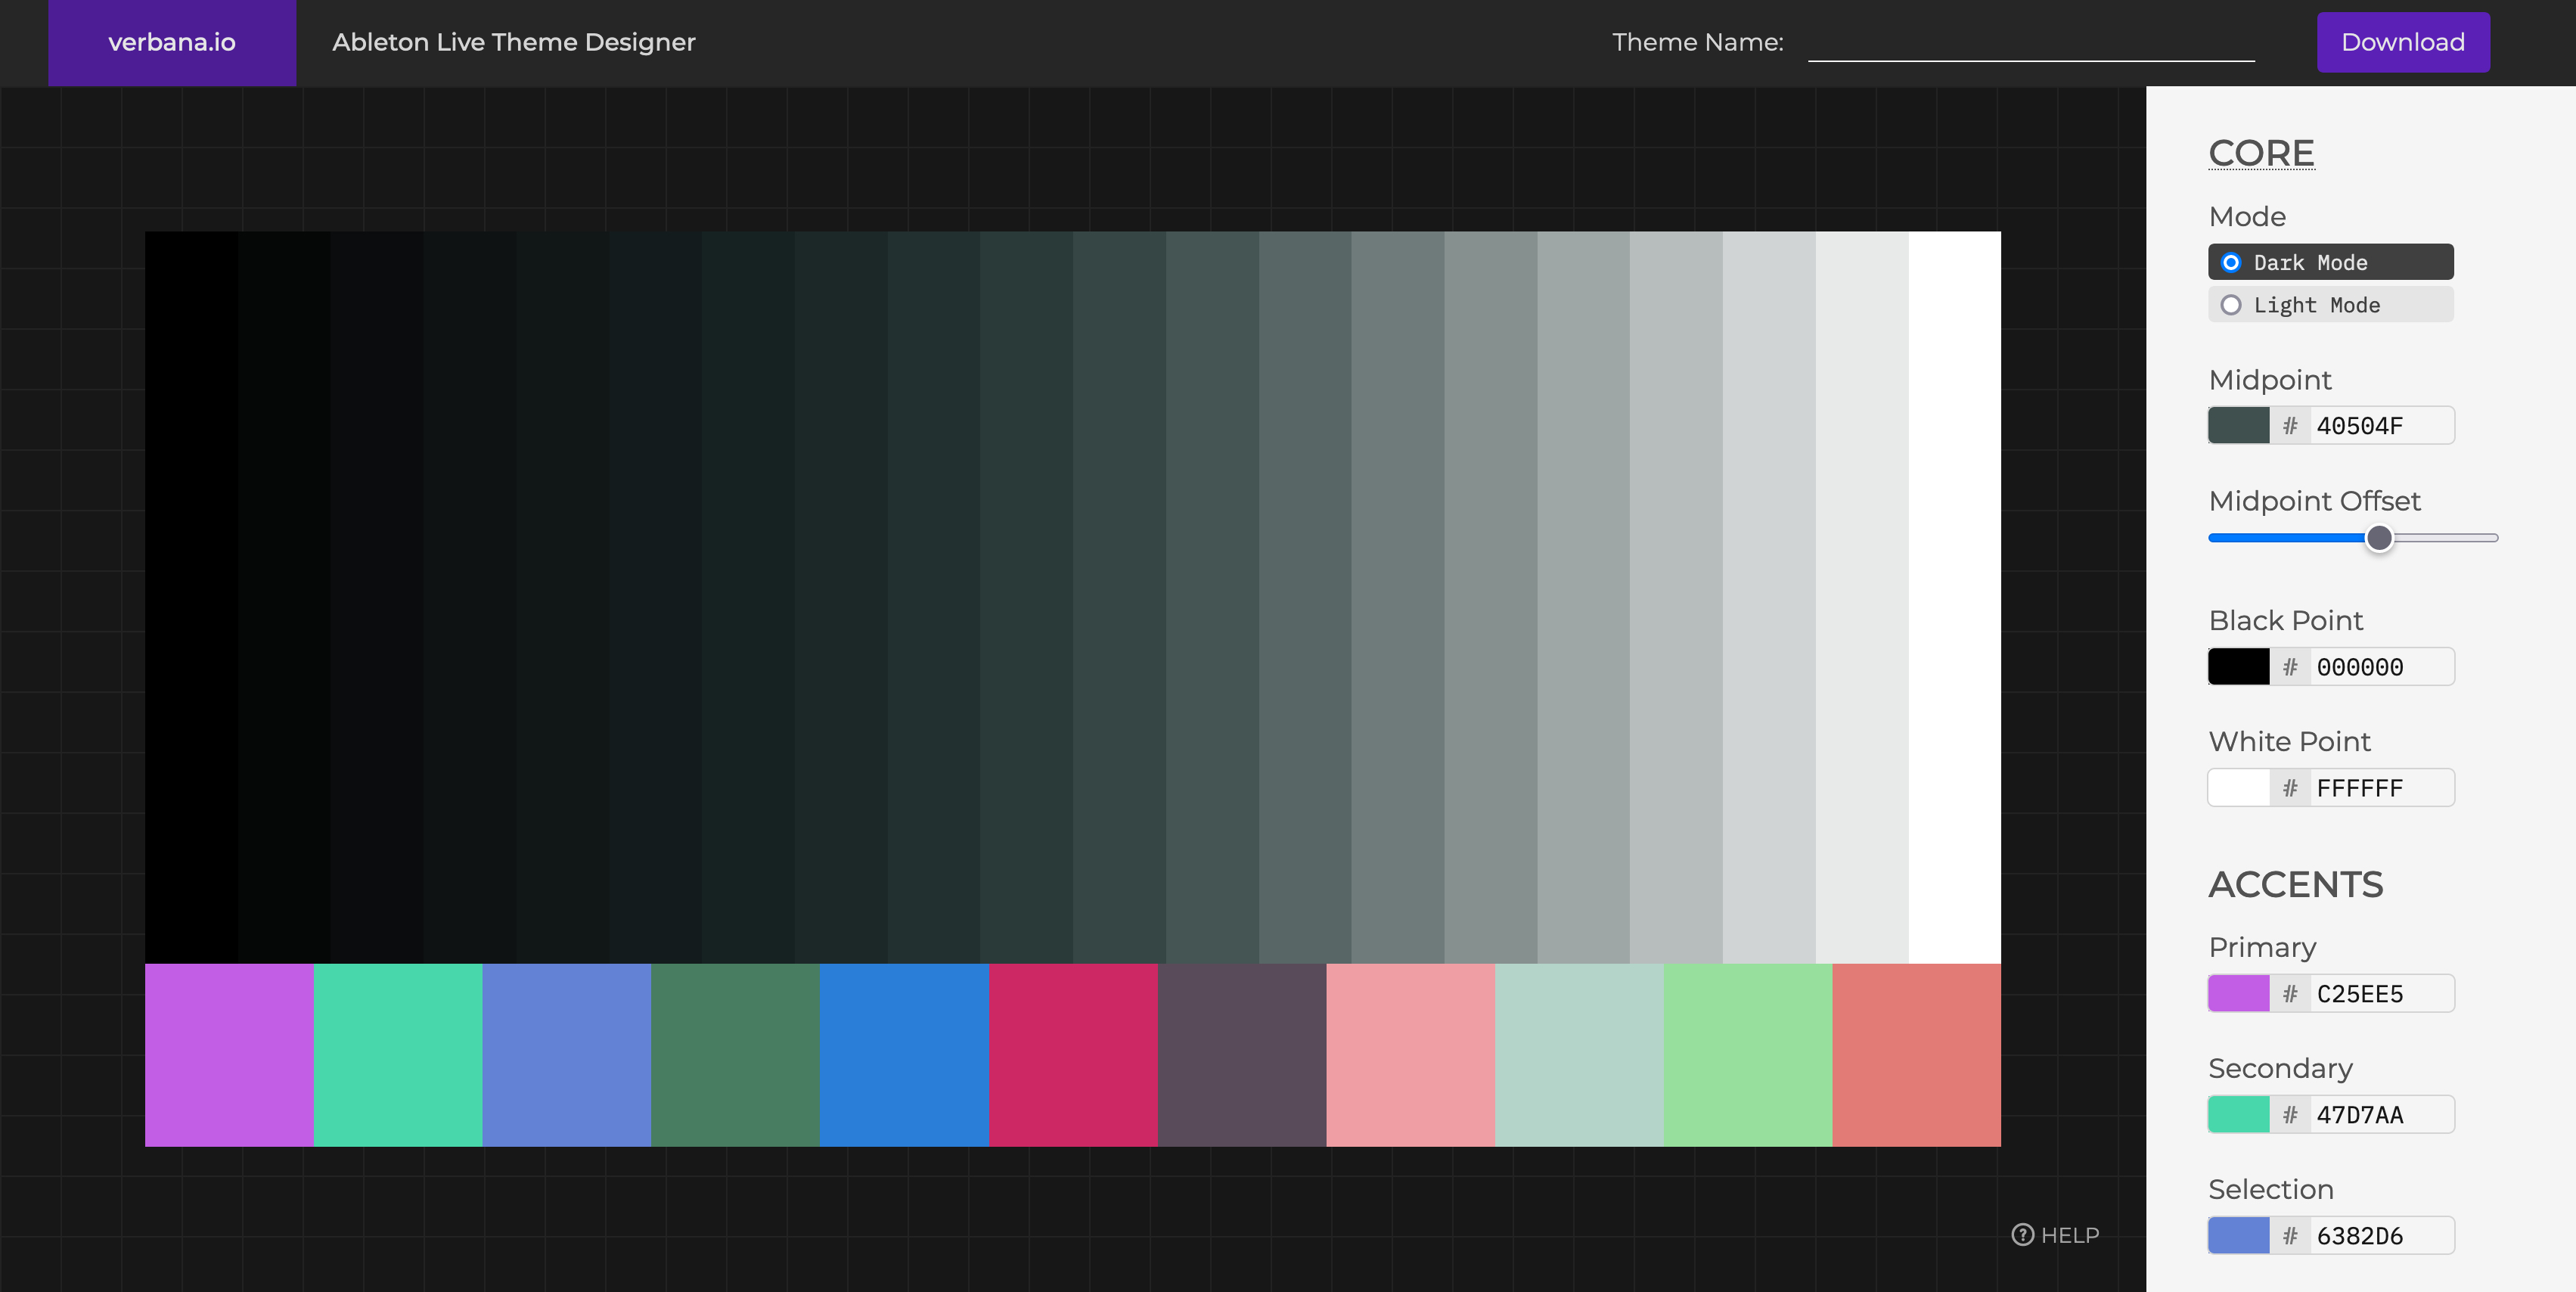 verbana.io
Ableton Live Theme Designer
Theme Name:
Download
CORE
Mode
Dark Mode
Light Mode
Midpoint
# 40504F
Midpoint Offset
Black Point
# 000000
White Point
# FFFFFF
ACCENTS
Primary
# C25EE5
Secondary
# 47D7AA
Selection
# 6382D6
? HELP